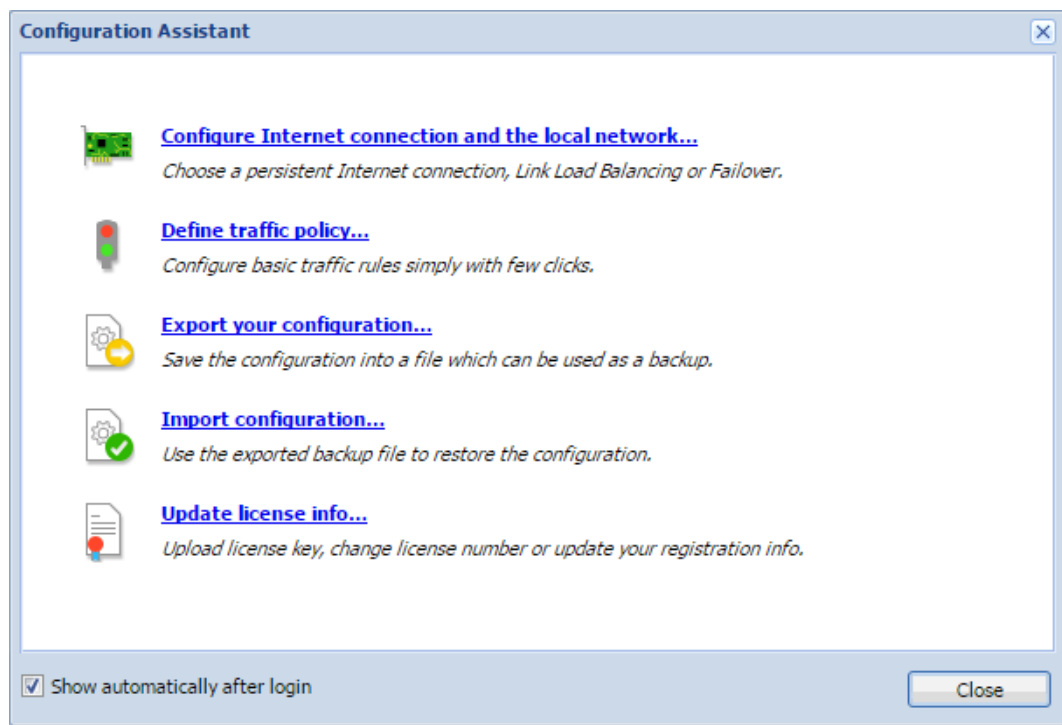 Configuration Assistant
Configure Internet connection and the local network...
Choose a persistent Internet connection, Link Load Balancing or Failover.
Define traffic policy...
Configure basic traffic rules simply with few clicks.
Export your configuration...
Save the configuration into a file which can be used as a backup.
Import configuration...
Use the exported backup file to restore the configuration.
Update license info...
Upload license key, change license number or update your registration info.
Show automatically after login
Close